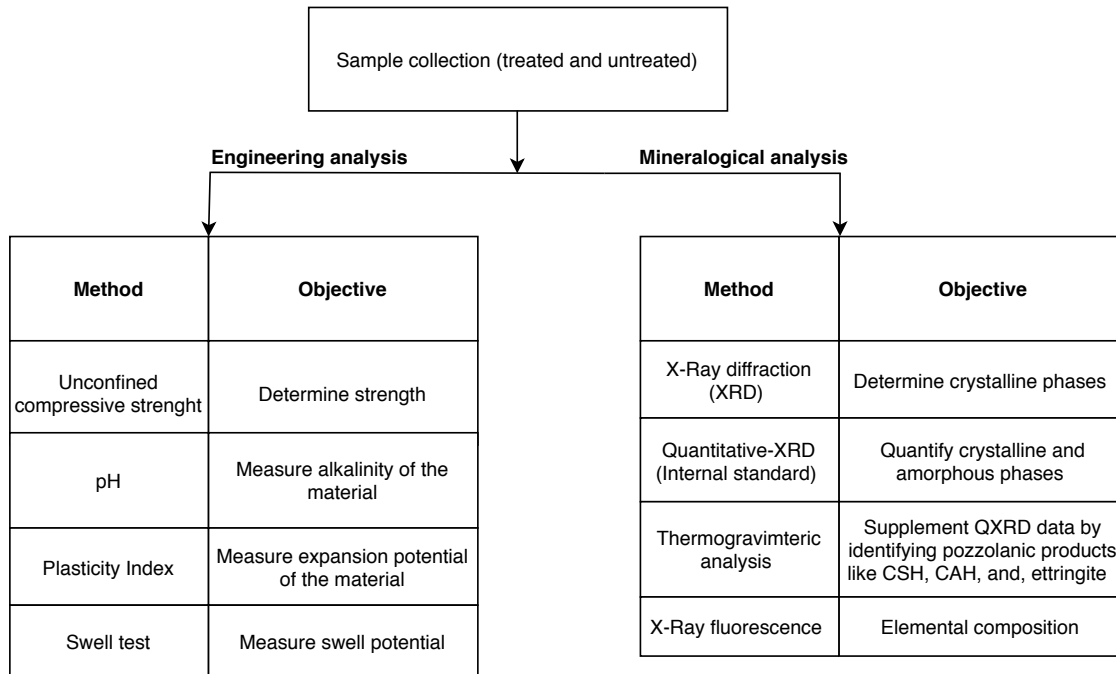 Sample collection (treated and untreated)
Engineering analysis
Mineralogical analysis
Method
Objective
Unconfined
compressive strenght
Determine strength
pH
Measure alkalinity of the
material
Plasticity Index
Measure expansion potential
of the material
Swell test
Measure swell potential
Method
Objective
X-Ray diffraction
(XRD)
Determine crystalline phases
Quantitative-XRD
(Internal standard)
Quantify crystalline and
amorphous phases
Thermogravimteric
analysis
Supplement QXRD data by
identifying pozzolanic products
like CSH, CAH, and, ettringite
X-Ray fluorescence
Elemental composition